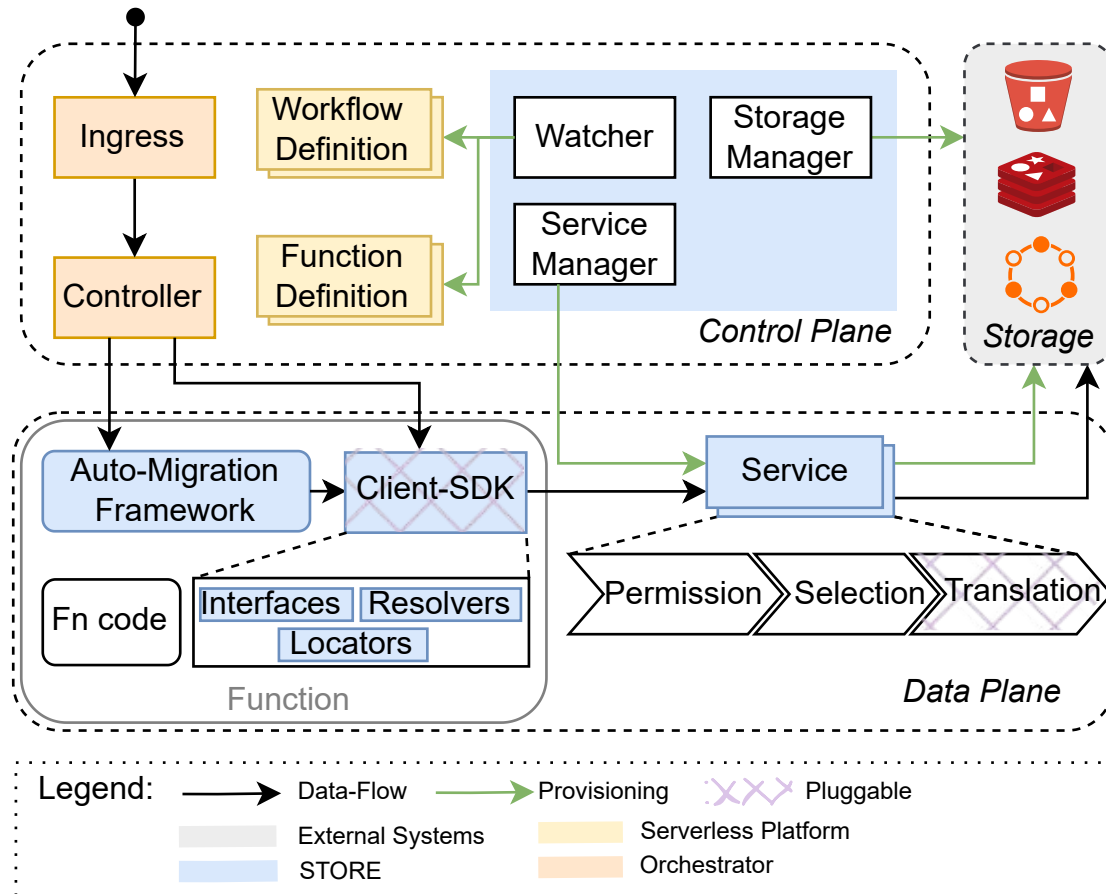 Ingress
Workflow
Definition
Watcher
Storage
Manager
Service
Manager
Controller
Function
Definition
Control Plane
Storage
Auto-Migration
Framework
Client-SDK
Service
Fn code
Interfaces
Resolvers
Locators
Permission
Selection
Translation
Function
Data Plane
Legend:
Data-Flow
Provisioning
Pluggable
External Systems
Serverless Platform
STORE
Orchestrator